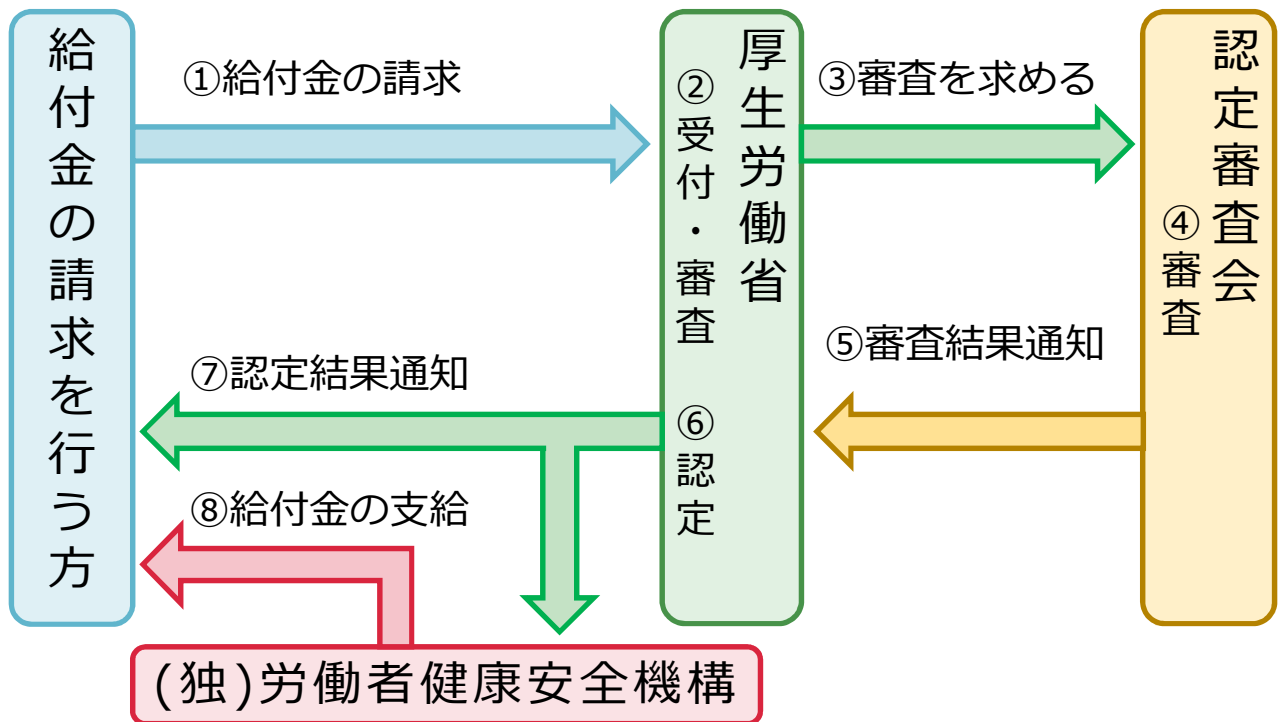 給付金の請求を行う方
①給付金の請求
厚生労働省
②受付・審査
⑥認定
③審査を求める
認定審査会
④審査
⑤審査結果通知
⑦認定結果通知
⑧給付金の支給
(独)労働者健康安全機構